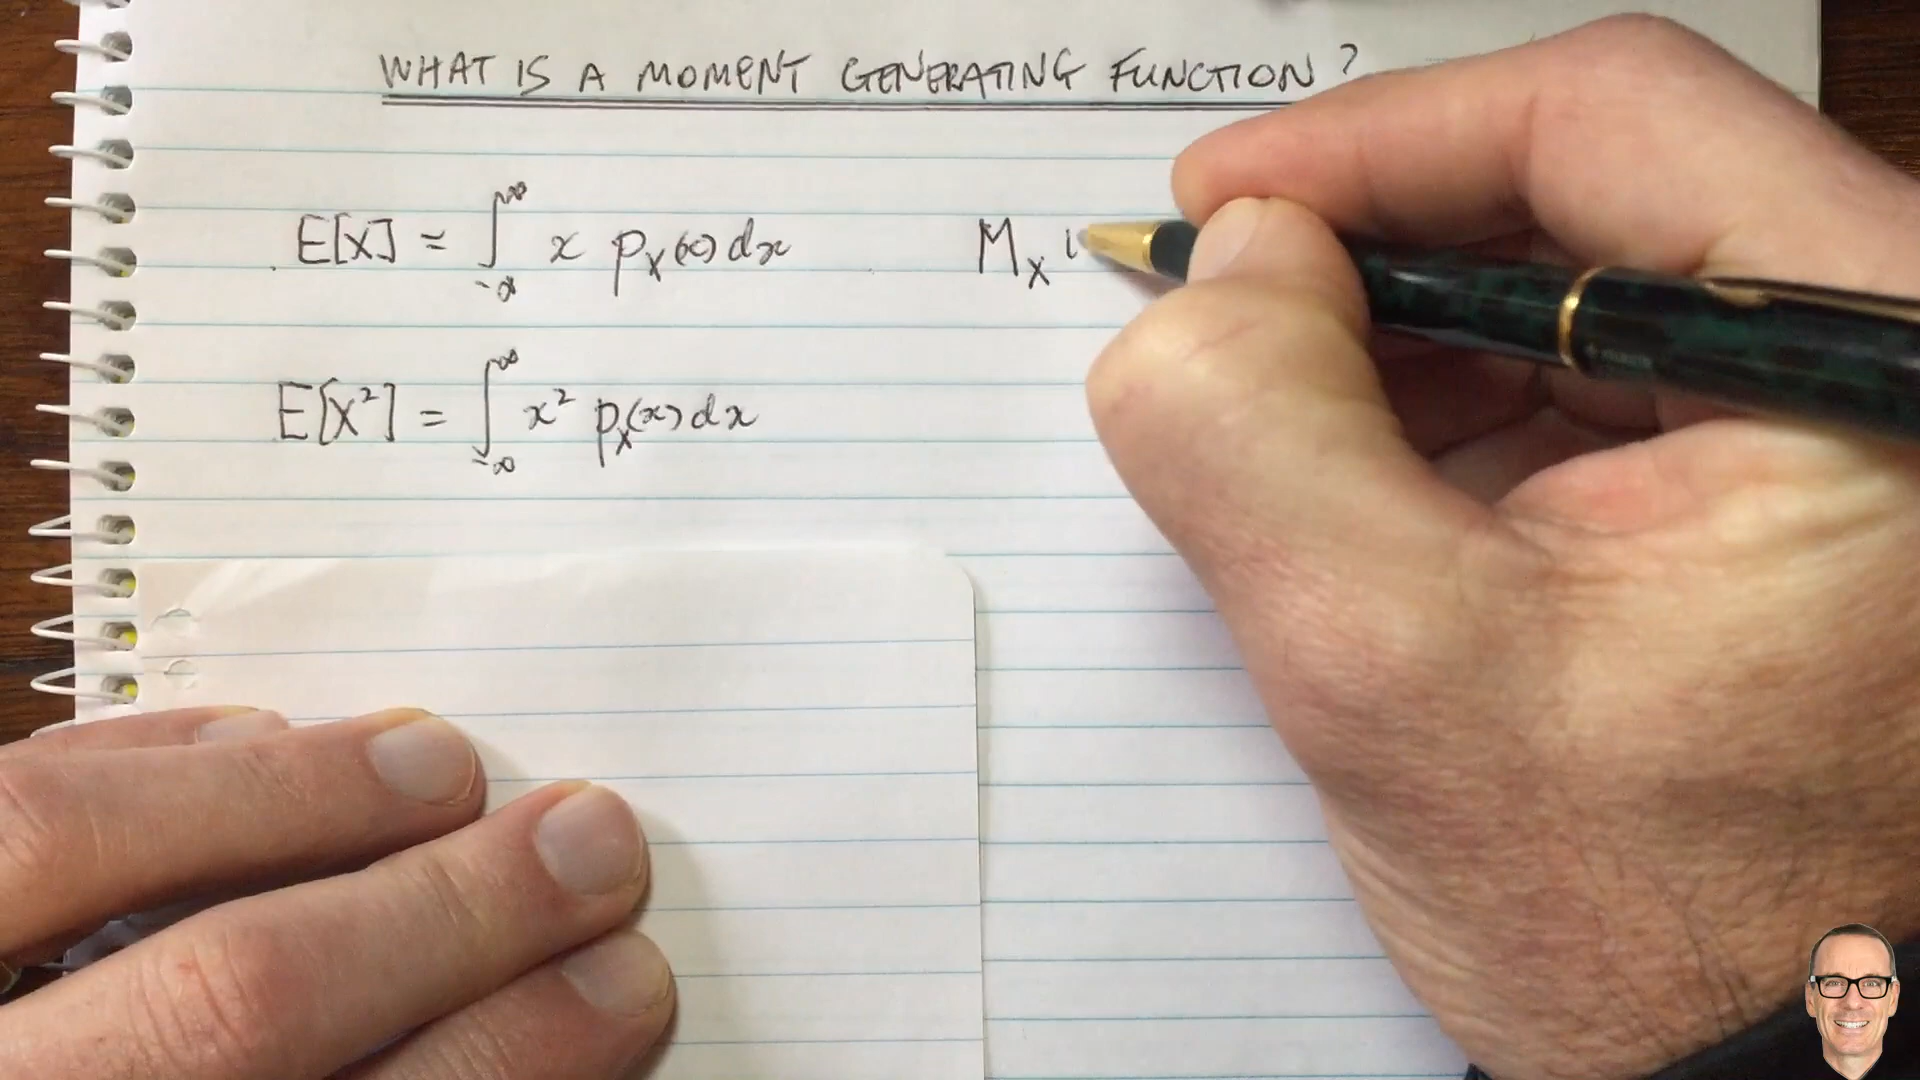 WHAT IS A MOMENT GENERATING FUNCTION?
E[X] = ∫_{-∞}^{∞} x p_X(x) dx
M_X (
E[X²] = ∫_{-∞}^{∞} x² p_X(x) dx